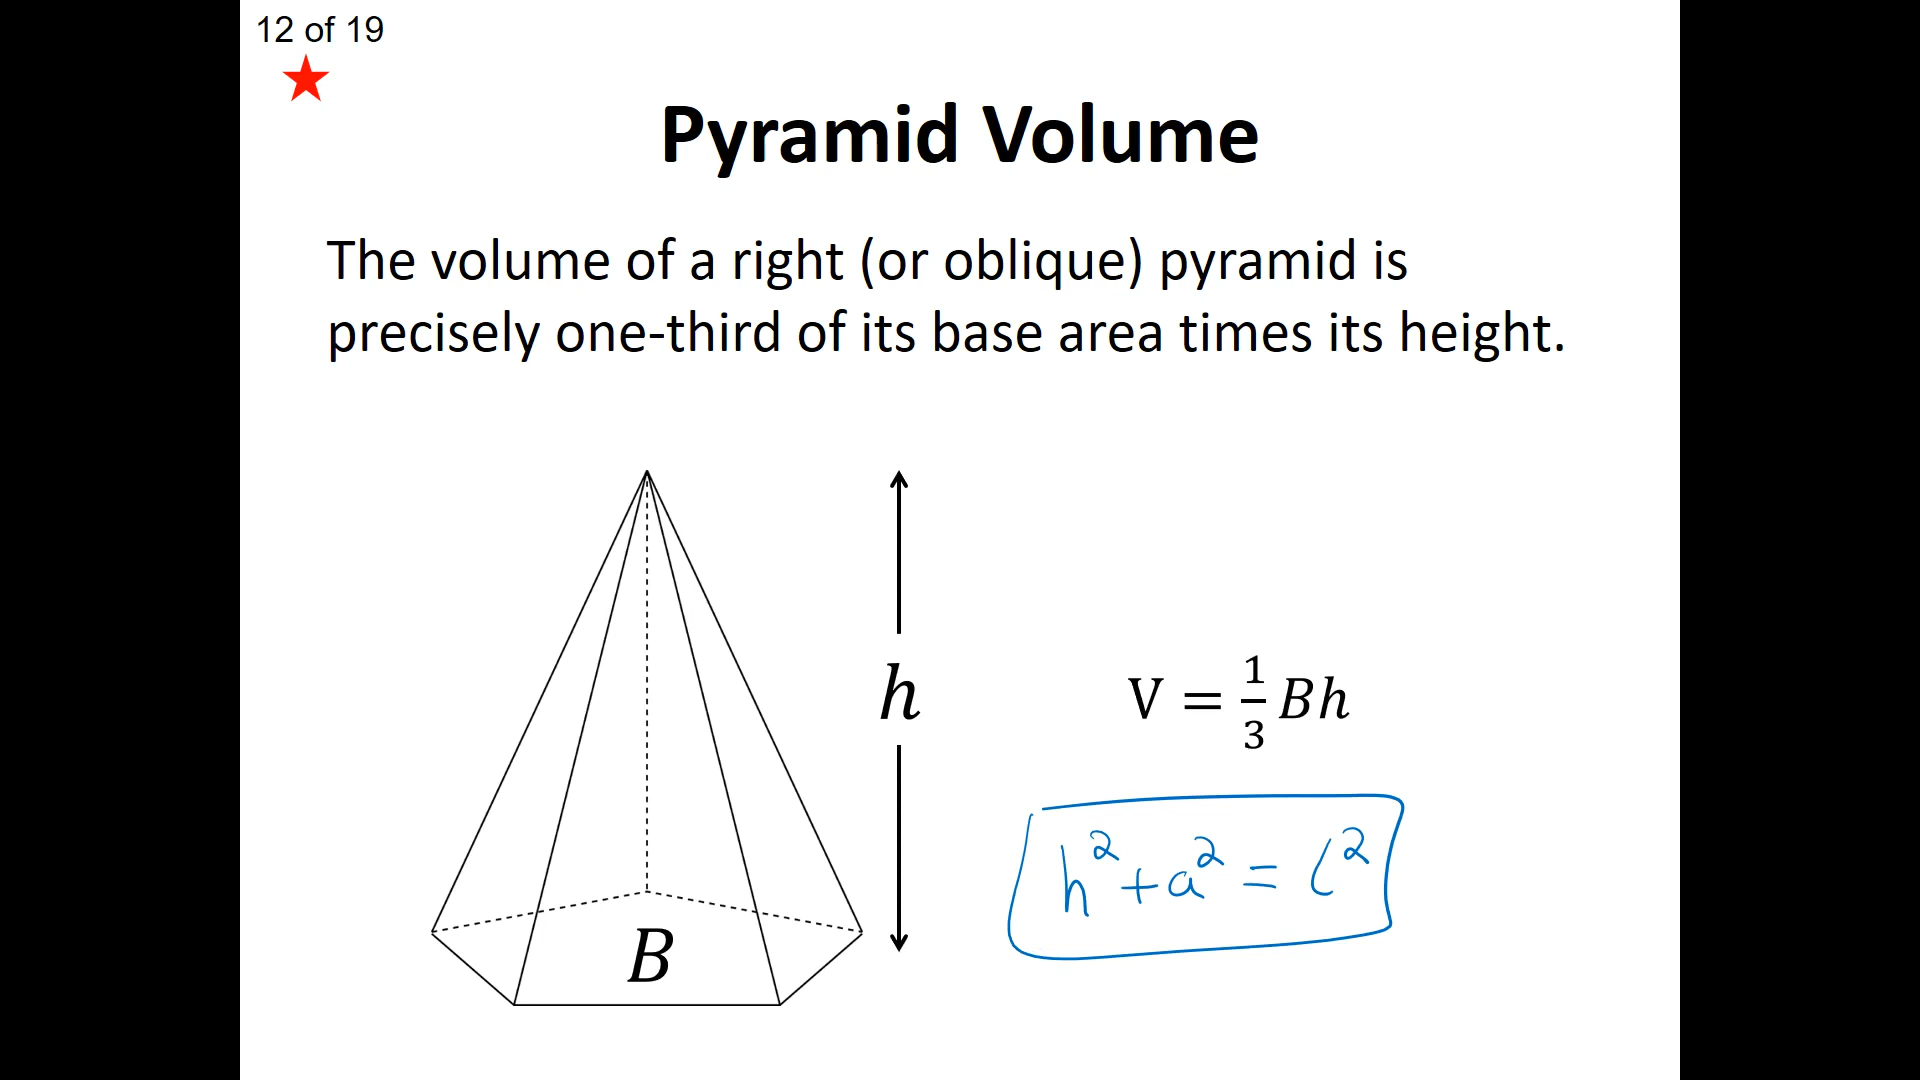 12 of 19
Pyramid Volume
The volume of a right (or oblique) pyramid is
precisely one-third of its base area times its height.
h
V = 1/3 Bh
h² + a² = l²
B